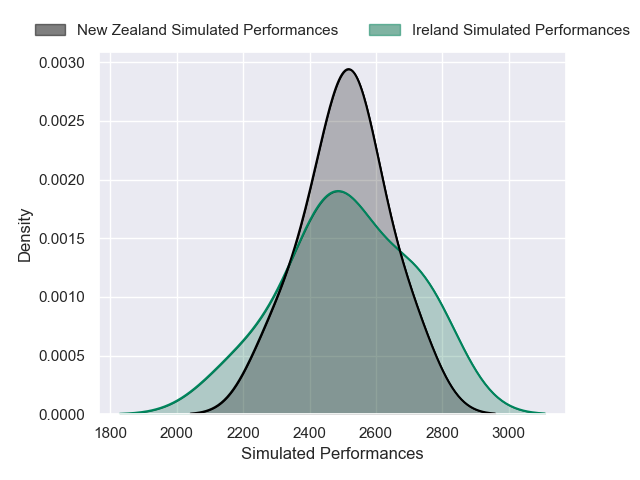 New Zealand Simulated Performances Ireland Simulated Performances
0.0030
0.0025
0.0020
0.0015
0.0010
0.0005
0.0000
Density
1800 2000 2200 2400 2600 2800 3000
Simulated Performances